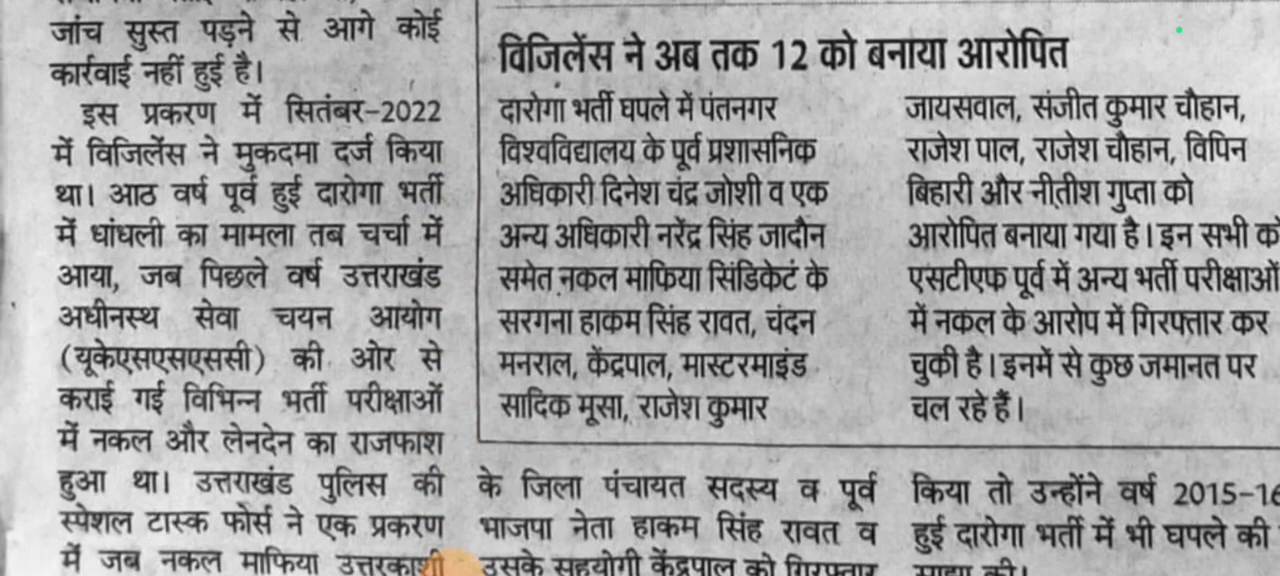 जांच सुस्त पड़ने से आगे कोई
कार्रवाई नहीं हुई है।
इस प्रकरण में सितंबर-2022
में विजिलेंस ने मुकदमा दर्ज किया
था। आठ वर्ष पूर्व हुई दारोगा भर्ती
में धांधली का मामला तब चर्चा में
आया, जब पिछले वर्ष उत्तराखंड
अधीनस्थ सेवा चयन आयोग
(यूकेएसएसएससी) की ओर से
कराई गई विभिन्न भर्ती परीक्षाओं
में नकल और लेनदेन का राजफाश
हुआ था। उत्तराखंड पुलिस की
स्पेशल टास्क फोर्स ने एक प्रकरण
में जब नकल माफिया उत्तरकाशी
विजिलेंस ने अब तक 12 को बनाया आरोपित
दारोगा भर्ती घपले में पंतनगर
विश्वविद्यालय के पूर्व प्रशासनिक
अधिकारी दिनेश चंद्र जोशी व एक
अन्य अधिकारी नरेंद्र सिंह जादौन
समेत नकल माफिया सिंडिकेट के
सरगना हाकम सिंह रावत, चंदन
मनराल, केंद्रपाल, मास्टरमाइंड
सादिक मूसा, राजेश कुमार
जायसवाल, संजीत कुमार चौहान,
राजेश पाल, राजेश चौहान, विपिन
बिहारी और नीतीश गुप्ता को
आरोपित बनाया गया है। इन सभी क
एसटीएफ पूर्व में अन्य भर्ती परीक्षाओं
में नकल के आरोप में गिरफ्तार कर
चुकी है। इनमें से कुछ जमानत पर
चल रहे हैं।
के जिला पंचायत सदस्य व पूर्व
भाजपा नेता हाकम सिंह रावत व
उसके सहयोगी केंद्रपाल को गिरफ्तार
किया तो उन्होंने वर्ष 2015-16
हुई दारोगा भर्ती में भी घपले की